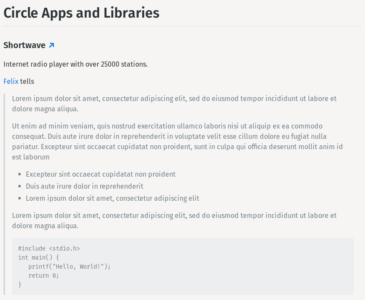 Circle Apps and Libraries
Shortwave ↗
Internet radio player with over 25000 stations.
Felix tells
Lorem ipsum dolor sit amet, consectetur adipiscing elit, sed do eiusmod tempor incididunt ut labore et
dolore magna aliqua.
Ut enim ad minim veniam, quis nostrud exercitation ullamco laboris nisi ut aliquip ex ea commodo
consequat. Duis aute irure dolor in reprehenderit in voluptate velit esse cillum dolore eu fugiat nulla
pariatur. Excepteur sint occaecat cupidatat non proident, sunt in culpa qui officia deserunt mollit anim id
est laborum
• Excepteur sint occaecat cupidatat non proident
• Duis aute irure dolor in reprehenderit
• Lorem ipsum dolor sit amet, consectetur adipiscing elit
Lorem ipsum dolor sit amet, consectetur adipiscing elit, sed do eiusmod tempor incididunt ut labore et
dolore magna aliqua.
#include <stdio.h>
int main() {
printf("Hello, World!");
return 0;
}